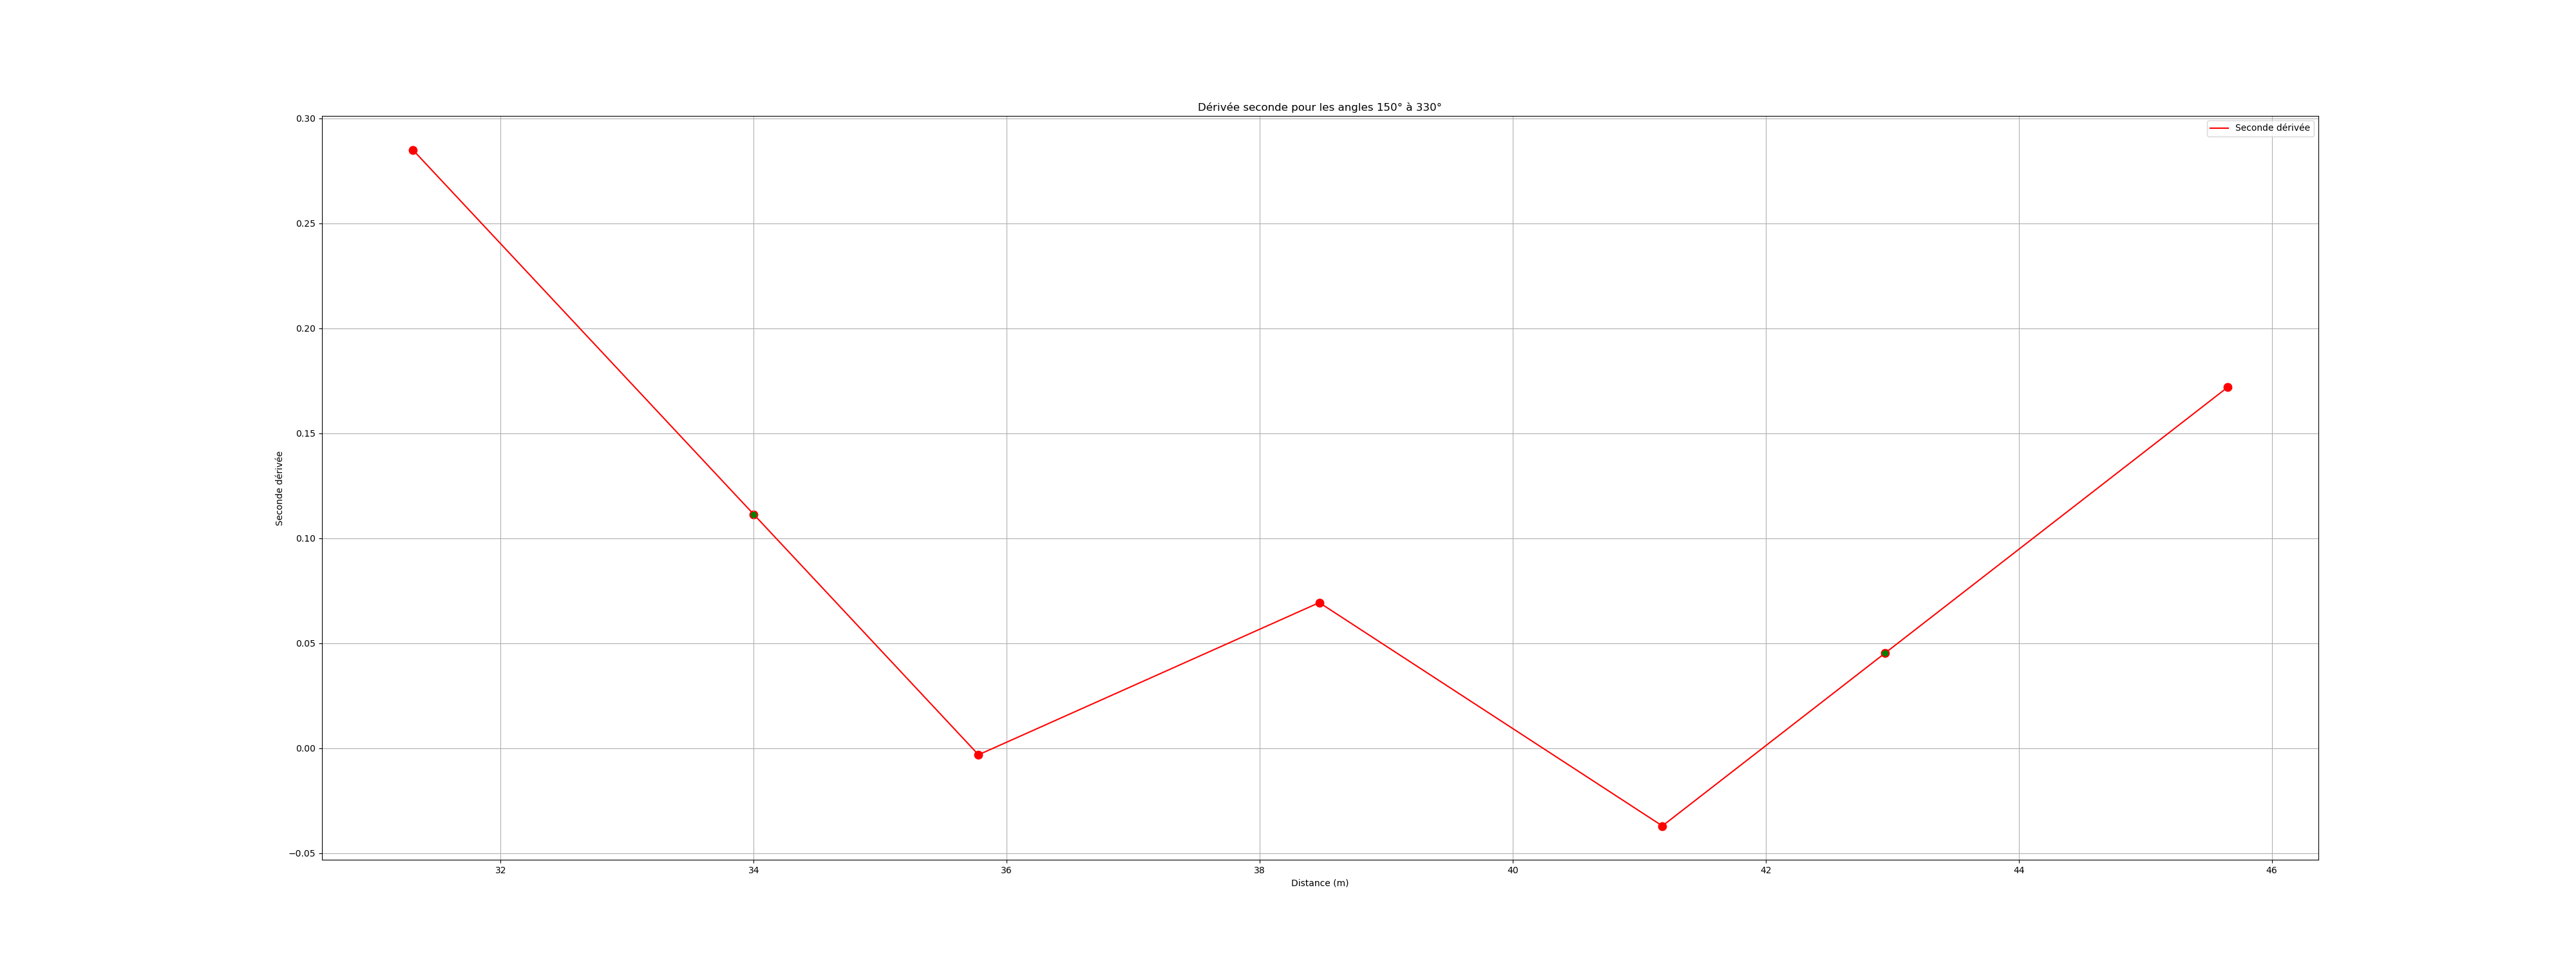 Dérivée seconde pour les angles 150° à 330°
Seconde dérivée
0.30
0.25
0.20
0.15
0.10
0.05
0.00
−0.05
Seconde dérivée
32 34 36 38 40 42 44 46
Distance (m)